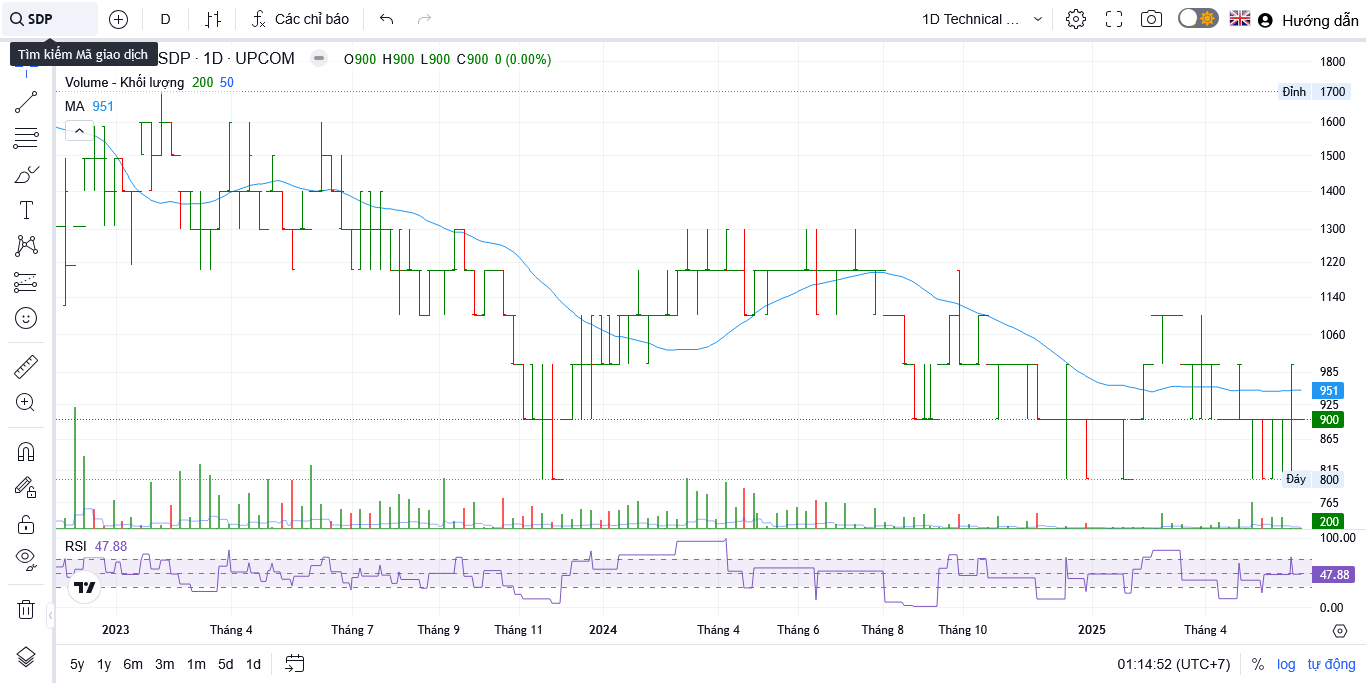 SDP
D
Các chỉ báo
1D Technical ...
Hướng dẫn
Tìm kiếm Mã giao dịch
SDP · 1D · UPCOM
O900 H900 L900 C900 0 (0.00%)
Volume - Khối lượng 200 50
MA 951
1800
Đỉnh 1700
1600
1500
1400
1300
1220
1140
1060
985
951
925
900
865
815
Đáy 800
765
200
RSI 47.88
100.00
47.88
0.00
2023 Tháng 4 Tháng 7 Tháng 9 Tháng 11 2024 Tháng 4 Tháng 6 Tháng 8 Tháng 10 2025 Tháng 4
5y 1y 6m 3m 1m 5d 1d
01:14:52 (UTC+7) % log tự động